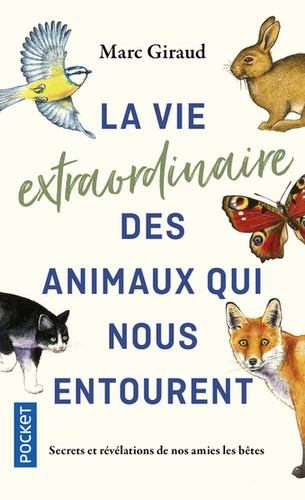 Marc Giraud
LA VIE
extraordinaire
DES
ANIMAUX QUI
NOUS
ENTOURENT
POCKET
Secrets et révélations de nos amies les bêtes